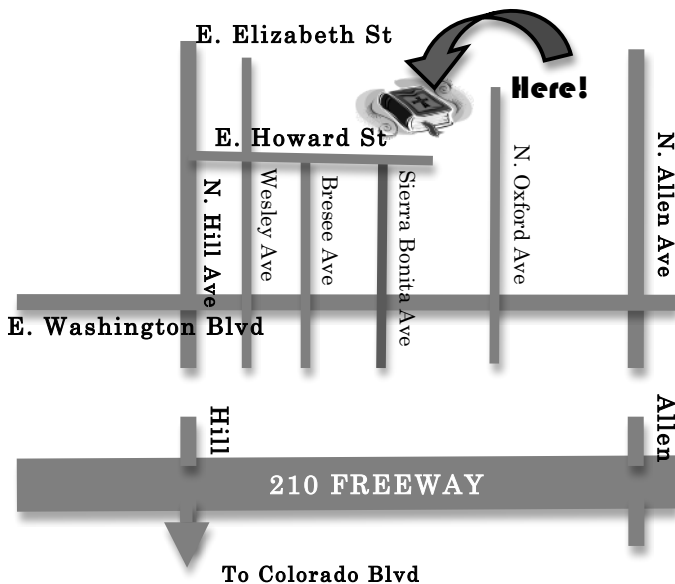 E. Elizabeth St
Here!
E. Howard St
N. Hill Ave
Wesley Ave
Bresee Ave
Sierra Bonita Ave
N. Oxford Ave
N. Allen Ave
E. Washington Blvd
Hill
Allen
210 FREEWAY
To Colorado Blvd